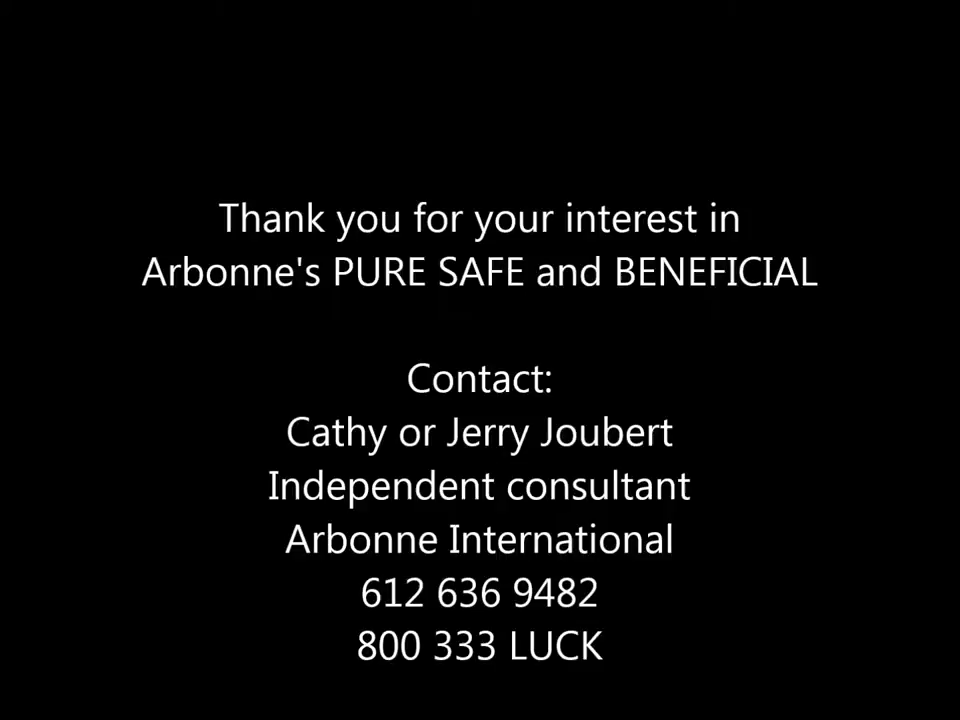 Thank you for your interest in
Arbonne's PURE SAFE and BENEFICIAL
Contact:
Cathy or Jerry Joubert
Independent consultant
Arbonne International
612 636 9482
800 333 LUCK